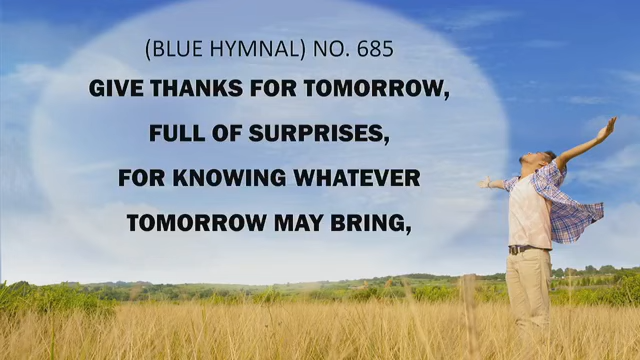 (BLUE HYMNAL) NO. 685
GIVE THANKS FOR TOMORROW,
FULL OF SURPRISES,
FOR KNOWING WHATEVER
TOMORROW MAY BRING,